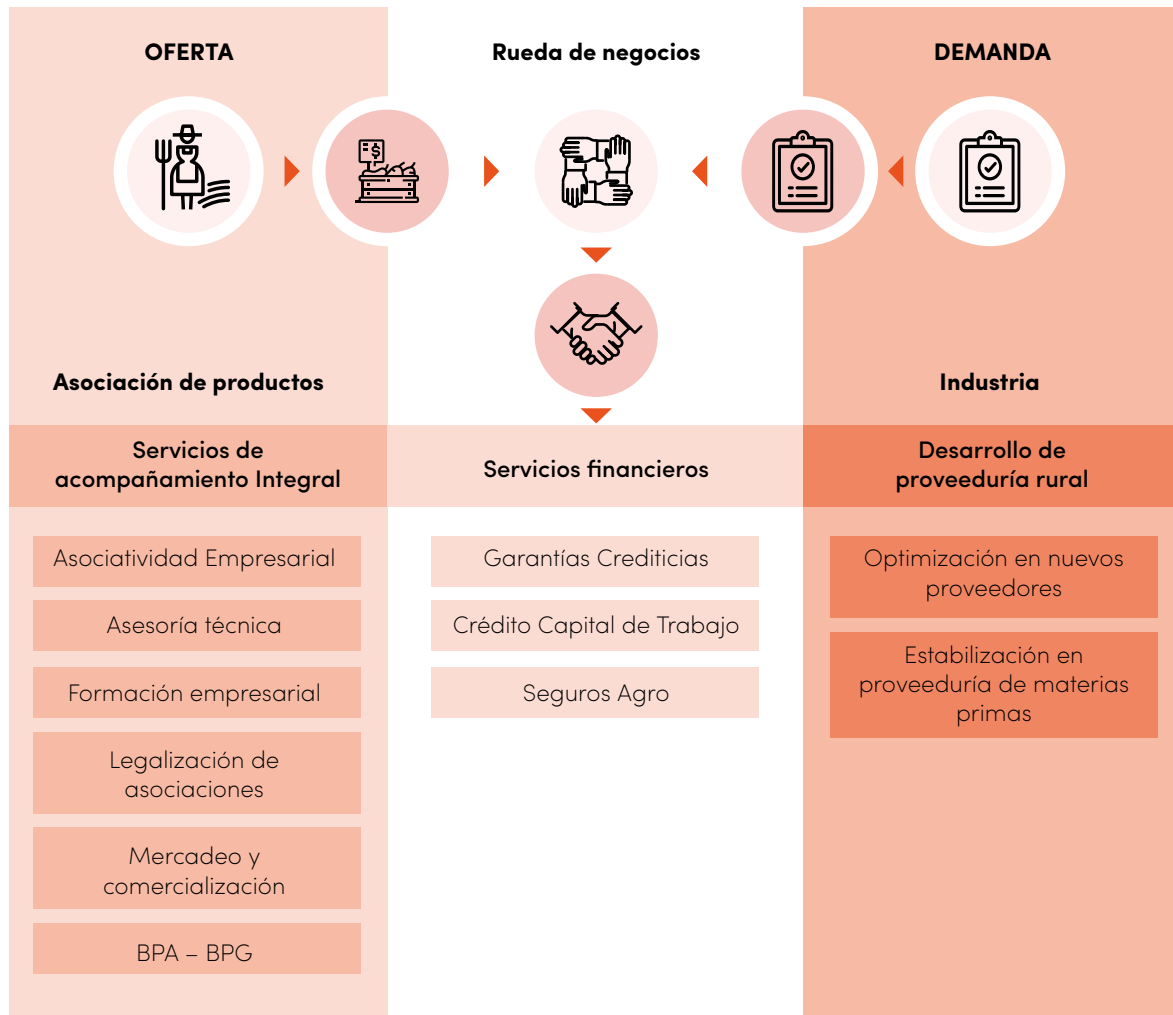 OFERTA
Rueda de negocios
DEMANDA
$
Asociación de productos
Industria
Servicios de
acompañamiento Integral
Servicios financieros
Desarrollo de
proveeduría rural
Asociatividad Empresarial
Asesoría técnica
Formación empresarial
Legalización de
asociaciones
Mercadeo y
comercialización
BPA – BPG
Garantías Crediticias
Crédito Capital de Trabajo
Seguros Agro
Optimización en nuevos
proveedores
Estabilización en
proveeduría de materias
primas